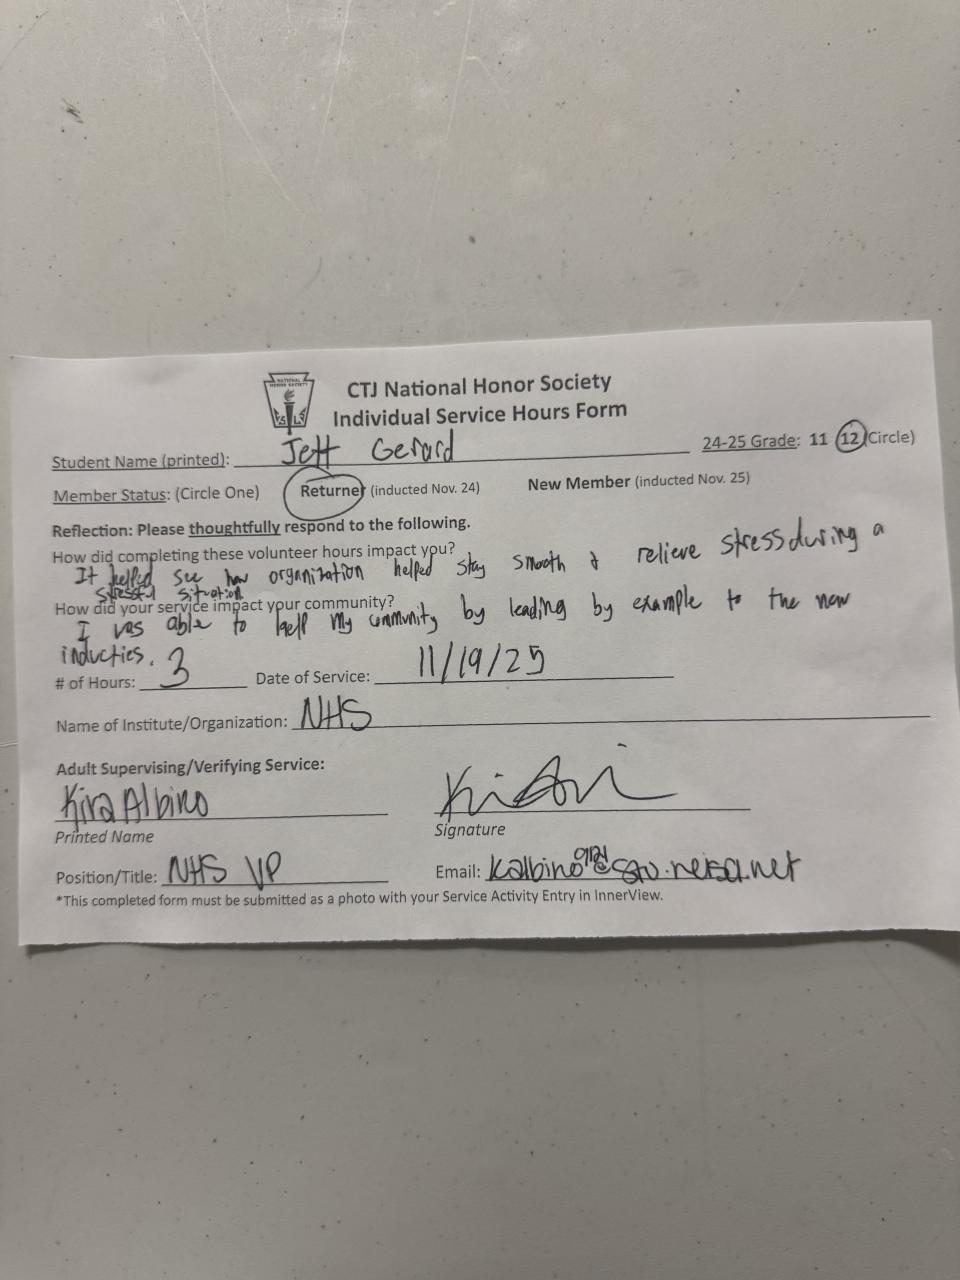 NATIONAL
HONOR SOCIETY
CTJ National Honor Society
Individual Service Hours Form
Student Name (printed): Jett Gerard 24-25 Grade: 11 12 (Circle)
Member Status: (Circle One) Returner (inducted Nov. 24) New Member (inducted Nov. 25)
Reflection: Please thoughtfully respond to the following.
How did completing these volunteer hours impact you?
It helped see how organization helped stay smooth & relieve stress during a
stressful situation
How did your service impact your community?
I was able to help my community by leading by example to the new
inducties.
# of Hours: 3 Date of Service: 11/19/25
Name of Institute/Organization: NHS
Adult Supervising/Verifying Service:
Kira Albino
Printed Name Signature
Position/Title: NHS VP Email:
*This completed form must be submitted as a photo with your Service Activity Entry in InnerView.